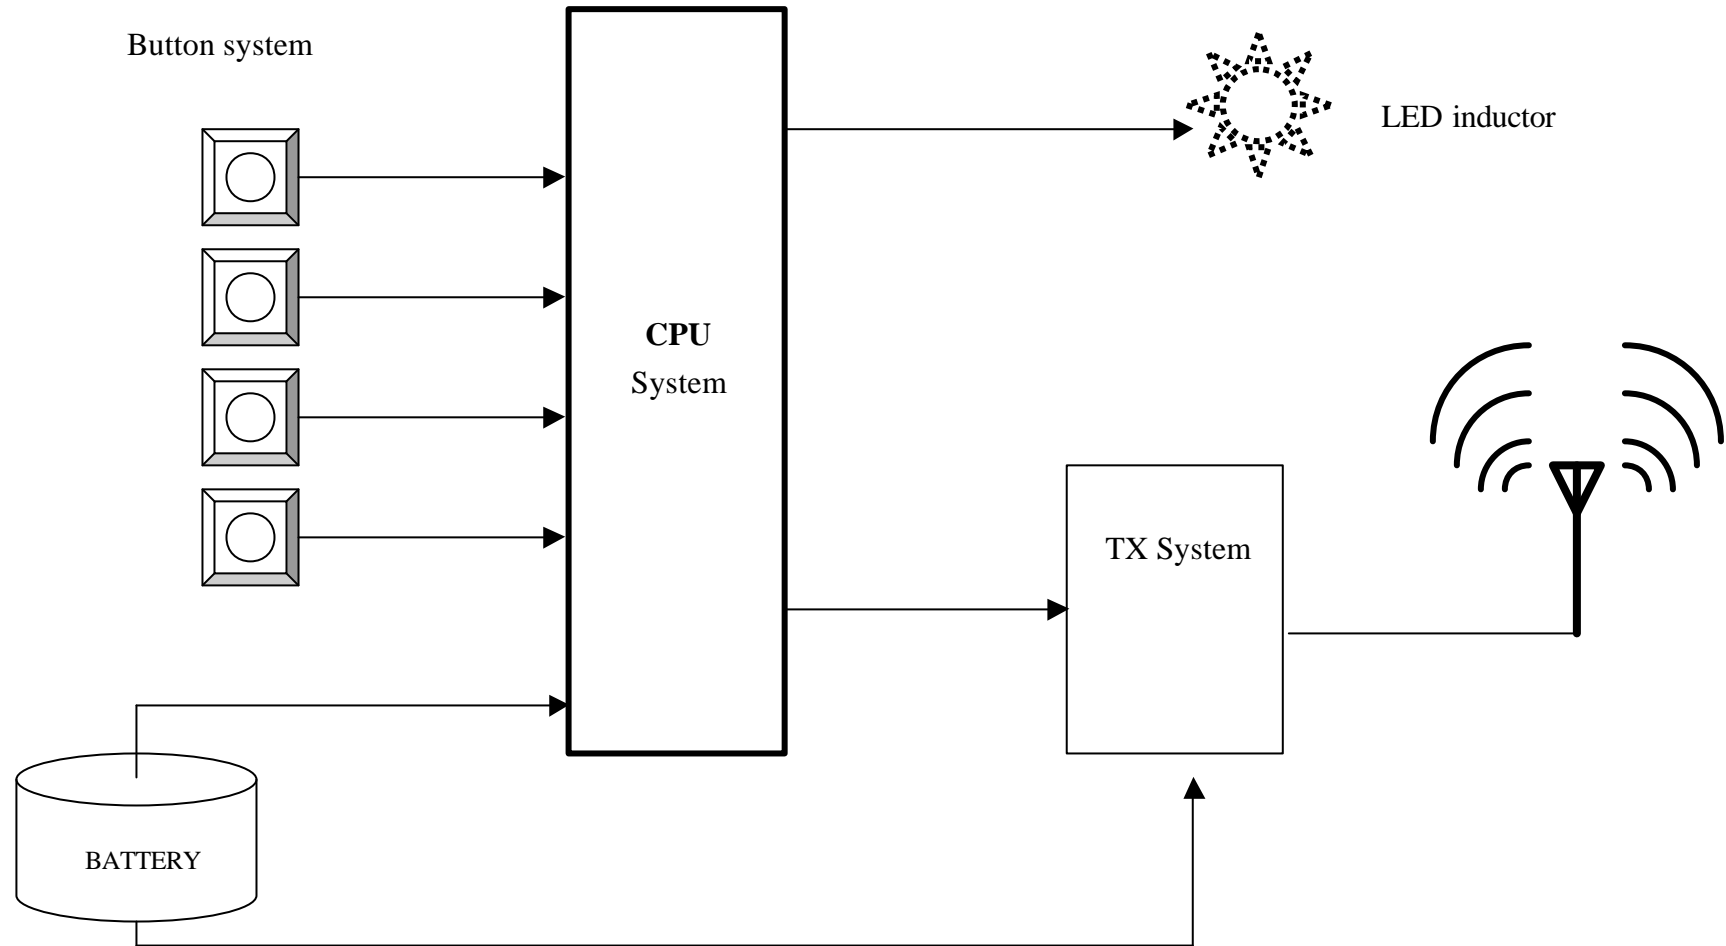 Button system
LED inductor
CPU
System
TX System
BATTERY